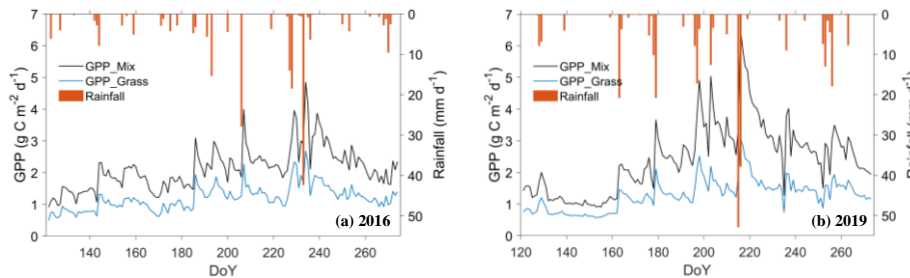 7
6
5
4
3
2
1
0
GPP (g C m⁻² d⁻¹)
GPP_Mix
GPP_Grass
Rainfall
0
10
20
30
40
50
Rainfall (mm d⁻¹)
(a) 2016
140 160 180 200 220 240 260
DoY
7
6
5
4
3
2
1
0
GPP (g C m⁻² d⁻¹)
GPP_Mix
GPP_Grass
Rainfall
0
10
20
30
40
50
(b) 2019
120 140 160 180 200 220 240 260
DoY